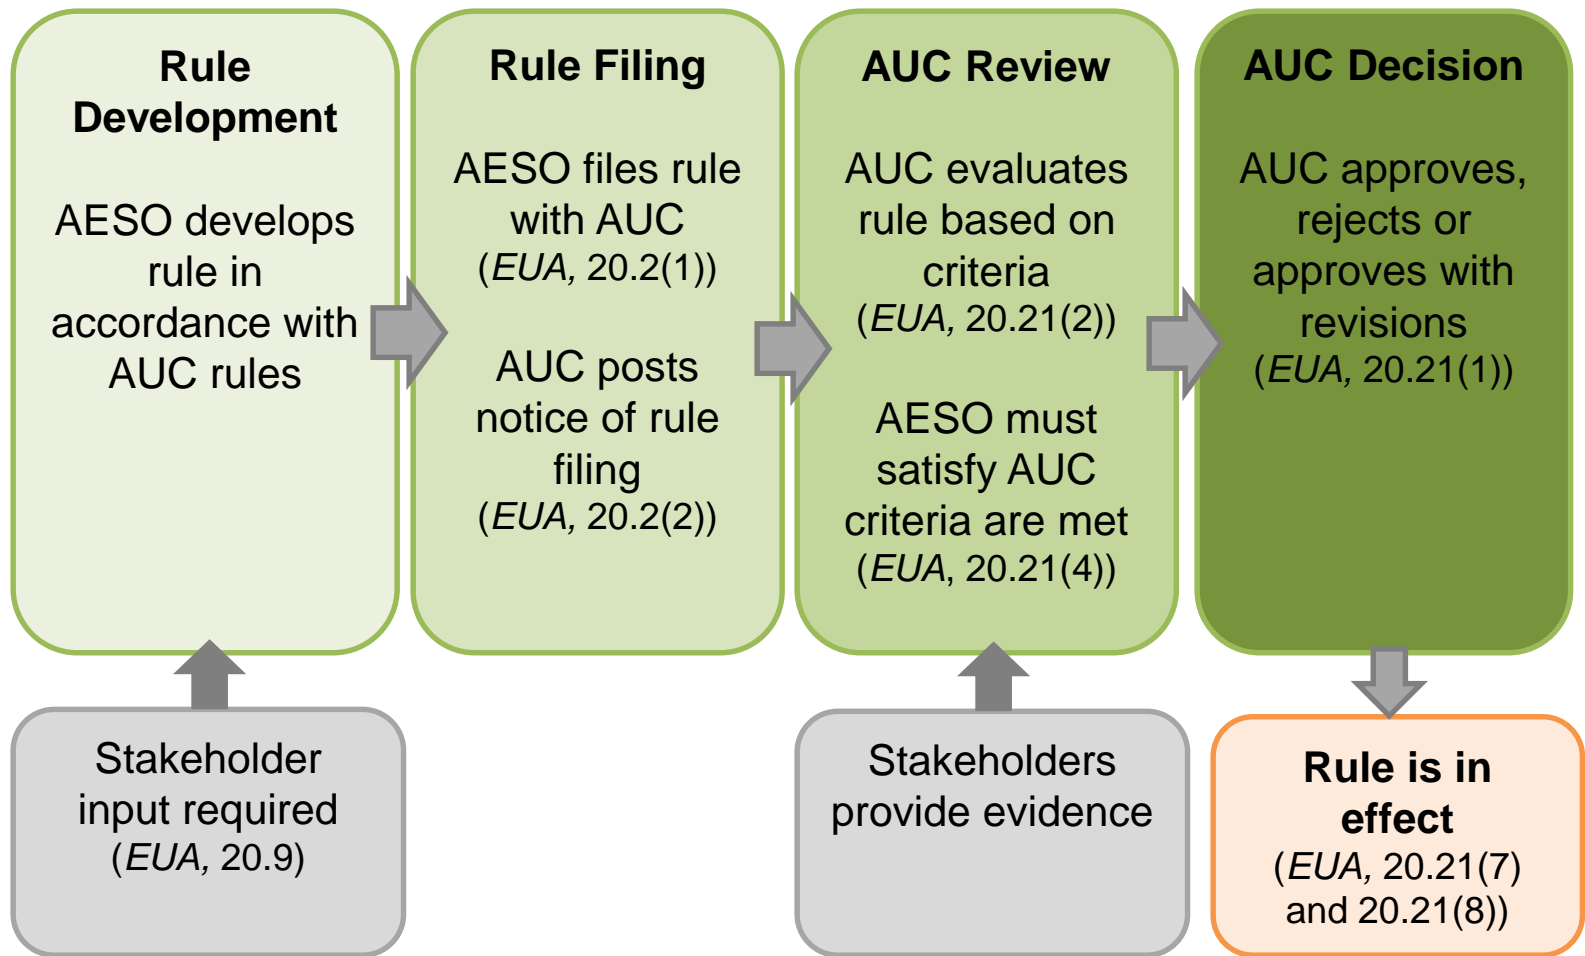 Rule
Development
AESO develops
rule in
accordance with
AUC rules
Rule Filing
AESO files rule
with AUC
(EUA, 20.2(1))
AUC posts
notice of rule
filing
(EUA, 20.2(2))
AUC Review
AUC evaluates
rule based on
criteria
(EUA, 20.21(2))
AESO must
satisfy AUC
criteria are met
(EUA, 20.21(4))
AUC Decision
AUC approves,
rejects or
approves with
revisions
(EUA, 20.21(1))
Stakeholder
input required
(EUA, 20.9)
Stakeholders
provide evidence
Rule is in
effect
(EUA, 20.21(7)
and 20.21(8))